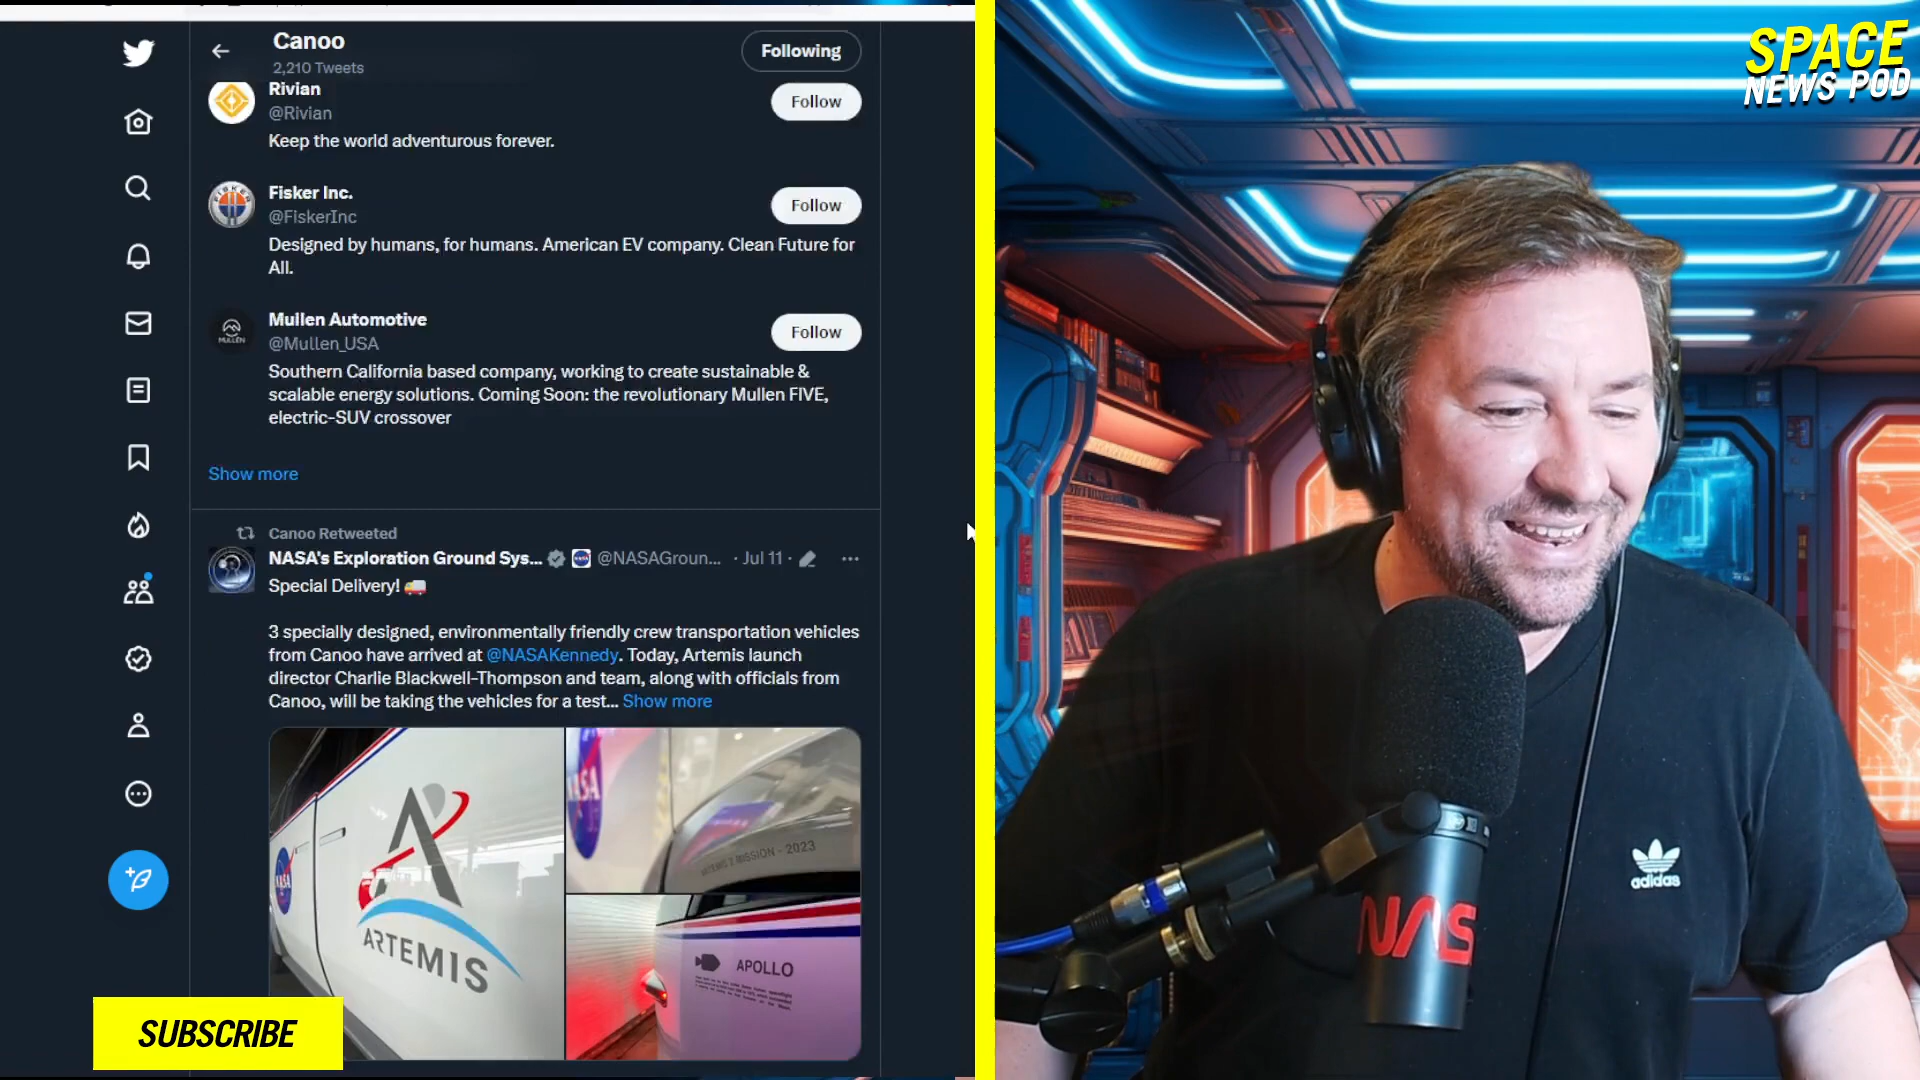 Canoo
2,210 Tweets
Following
Rivian
@Rivian
Follow
Keep the world adventurous forever.
Fisker Inc.
@FiskerInc
Follow
Designed by humans, for humans. American EV company. Clean Future for
All.
MULLEN
Mullen Automotive
@Mullen_USA
Follow
Southern California based company, working to create sustainable &
scalable energy solutions. Coming Soon: the revolutionary Mullen FIVE,
electric-SUV crossover
Show more
Canoo Retweeted
NASA's Exploration Ground Sys... @NASAGroun... · Jul 11 ·
Special Delivery!
3 specially designed, environmentally friendly crew transportation vehicles
from Canoo have arrived at @NASAKennedy. Today, Artemis launch
director Charlie Blackwell-Thompson and team, along with officials from
Canoo, will be taking the vehicles for a test... Show more
NASA
ARTEMIS
MISSION - 2023
APOLLO
SUBSCRIBE
SPACE
NEWS POD
adidas
NAS